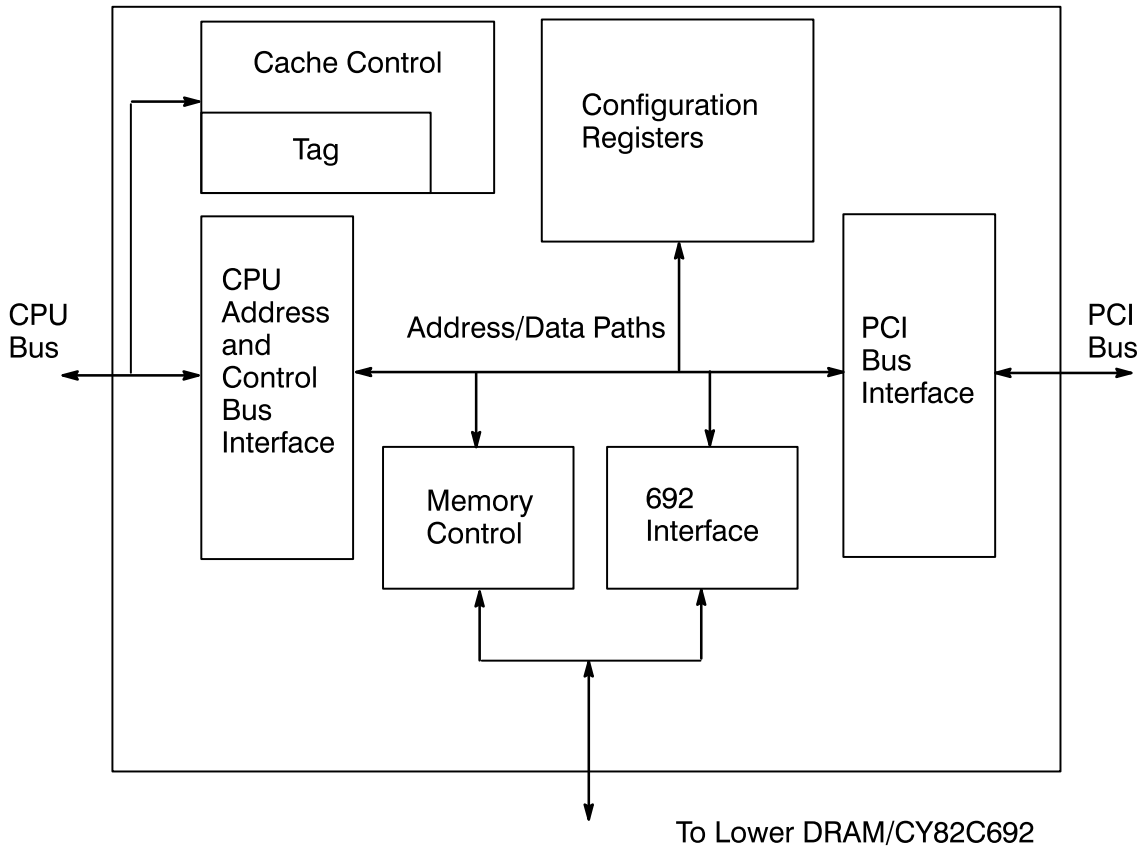 Cache Control
Tag
Configuration
Registers
CPU
Bus
CPU
Address
and
Control
Bus
Interface
Address/Data Paths
PCI
Bus
Interface
PCI
Bus
Memory
Control
692
Interface
To Lower DRAM/CY82C692